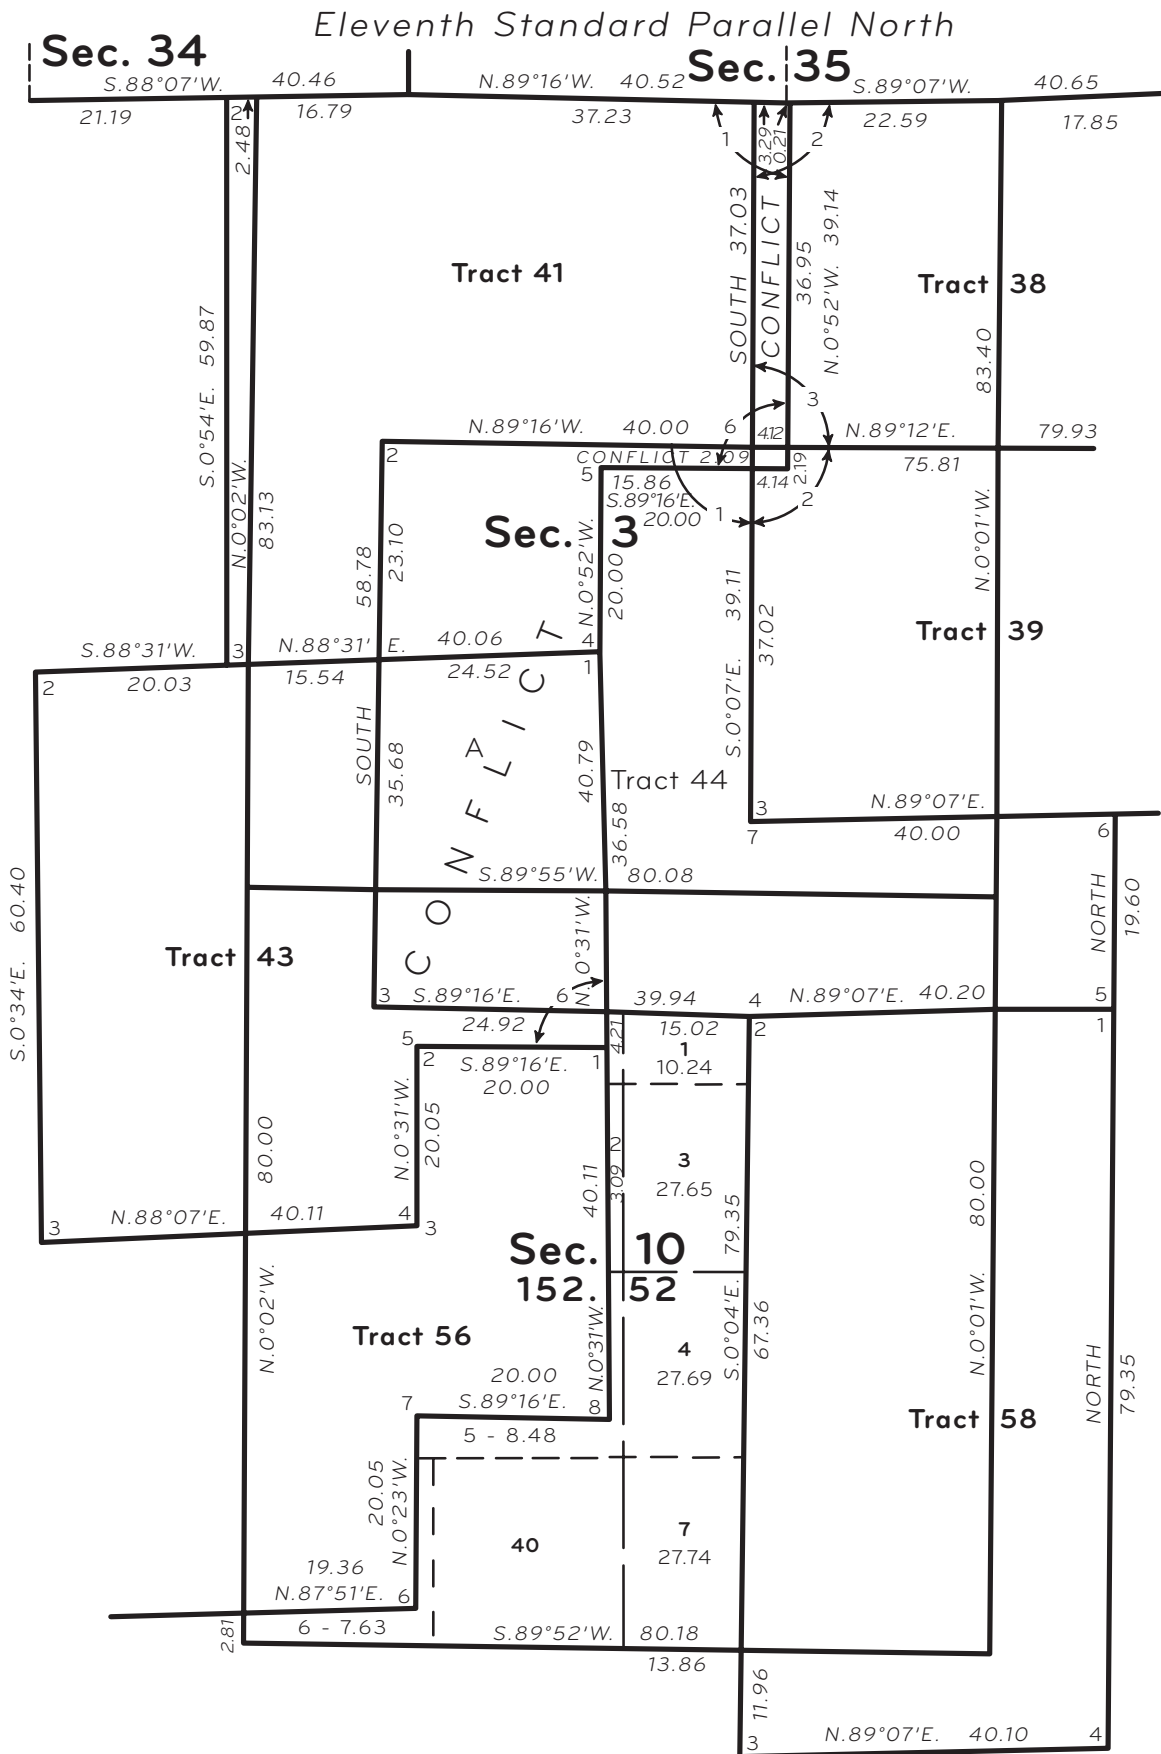 Eleventh Standard Parallel North
Sec. 34
Sec. 35
S.88°07'W. 40.46
N.89°16'W. 40.52
S.89°07'W. 40.65
21.19
2
16.79
37.23
22.59
17.85
2.48
1
3.29
0.21
2
SOUTH 37.03
CONFLICT
36.95
N.0°52'W. 39.14
Tract 41
Tract 38
S.0°54'E. 59.87
83.40
3
N.89°16'W. 40.00
6
4.12
N.89°12'E. 79.93
2
CONFLICT 2.09
2.19
75.81
5
15.86
4.14
S.89°16'E.
20.00
1
2
Sec. 3
N.0°02'W.
83.13
58.78
23.10
N.0°52'W.
20.00
39.11
37.02
N.0°01'W.
Tract 39
S.88°31'W.
3
N.88°31'E. 40.06
4
2
20.03
15.54
24.52
1
SOUTH
35.68
A
CONFLICT
40.79
36.58
S.0°07'E.
Tract 44
3
N.89°07'E.
7
40.00
6
S.89°55'W. 80.08
S.0°34'E. 60.40
NORTH
19.60
Tract 43
N.0°31'W.
3
S.89°16'E.
6
39.94
4
N.89°07'E. 40.20
5
24.92
4.21
15.02
2
1
5
2
S.89°16'E.
20.00
1
1
10.24
N.0°31'W.
20.05
80.00
40.11
3.09 2
3
27.65
79.35
80.00
3
N.88°07'E. 40.11
4
3
Sec. 10
152.52
N.0°02'W.
Tract 56
N.0°31'W.
4
27.69
S.0°04'E.
67.36
N.0°01'W.
NORTH
79.35
20.00
7
S.89°16'E.
8
5 - 8.48
Tract 58
20.05
N.0°23'W.
40
7
27.74
19.36
N.87°51'E.
6
2.81
6 - 7.63
S.89°52'W. 80.18
13.86
11.96
3
N.89°07'E. 40.10
4